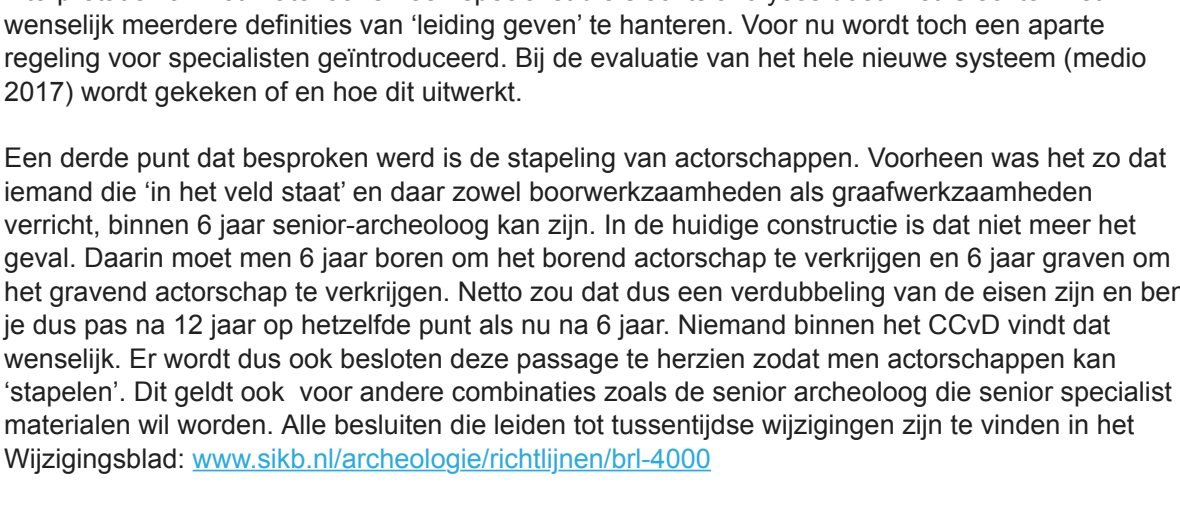 wenselijk meerdere definities van ‘leiding geven’ te hanteren. Voor nu wordt toch een aparte
regeling voor specialisten geïntroduceerd. Bij de evaluatie van het hele nieuwe systeem (medio
2017) wordt gekeken of en hoe dit uitwerkt.
Een derde punt dat besproken werd is de stapeling van actorschappen. Voorheen was het zo dat
iemand die ‘in het veld staat’ en daar zowel boorwerkzaamheden als graafwerkzaamheden
verricht, binnen 6 jaar senior-archeoloog kan zijn. In de huidige constructie is dat niet meer het
geval. Daarin moet men 6 jaar boren om het borend actorschap te verkrijgen en 6 jaar graven om
het gravend actorschap te verkrijgen. Netto zou dat dus een verdubbeling van de eisen zijn en
je dus pas na 12 jaar op hetzelfde punt als nu na 6 jaar. Niemand binnen het CCvD vindt dat
wenselijk. Er wordt dus ook besloten deze passage te herzien zodat men actorschappen kan
‘stapelen’. Dit geldt ook  voor andere combinaties zoals de senior archeoloog die senior specialist
materialen wil worden. Alle besluiten die leiden tot tussentijdse wijzigingen zijn te vinden in het
Wijzigingsblad: www.sikb.nl/archeologie/richtlijnen/brl-4000